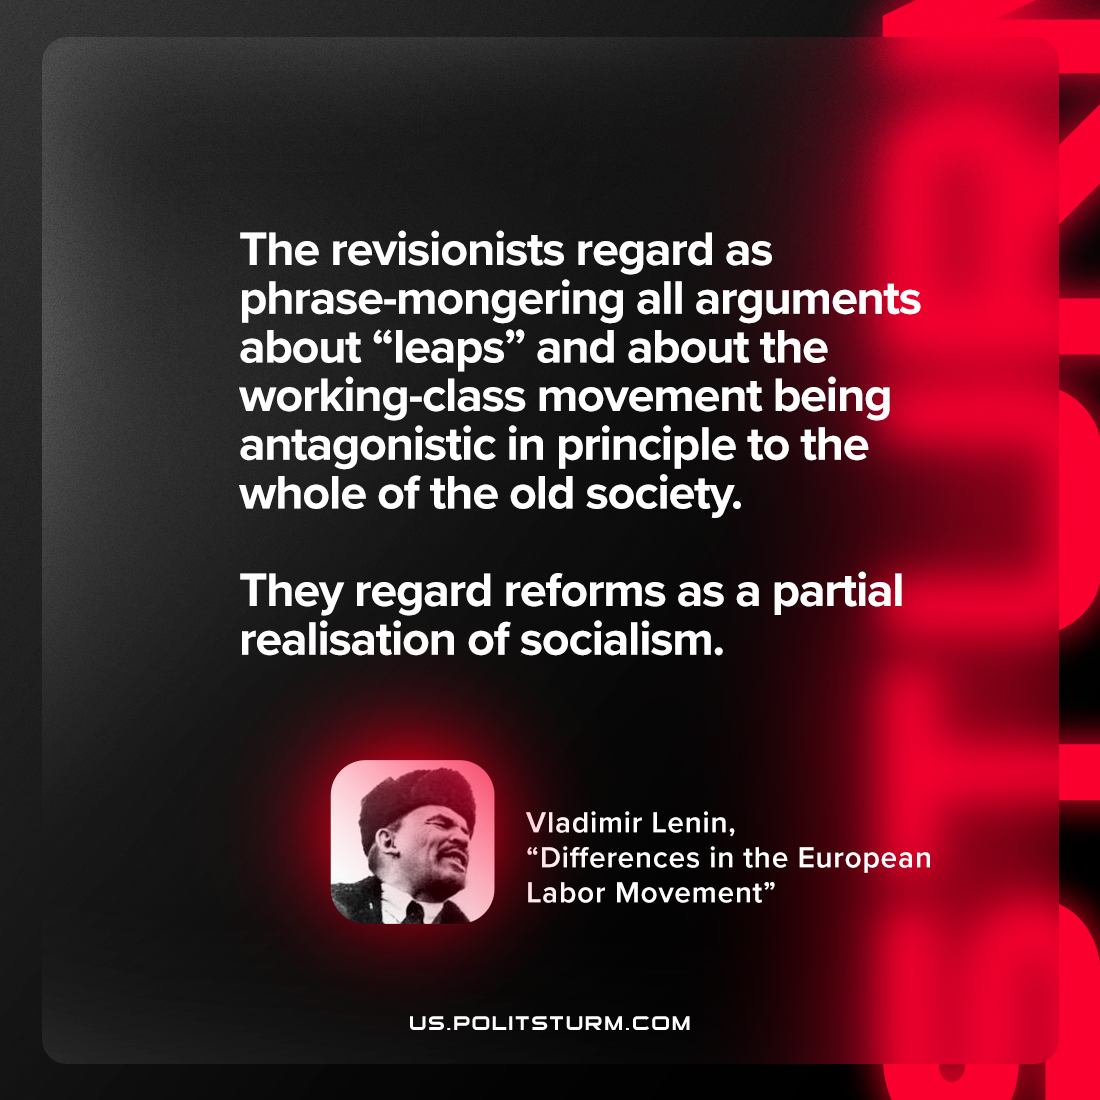 The revisionists regard as
phrase-mongering all arguments
about “leaps” and about the
working-class movement being
antagonistic in principle to the
whole of the old society.
They regard reforms as a partial
realisation of socialism.
Vladimir Lenin,
“Differences in the European
Labor Movement”
US.POLITSTURM.COM